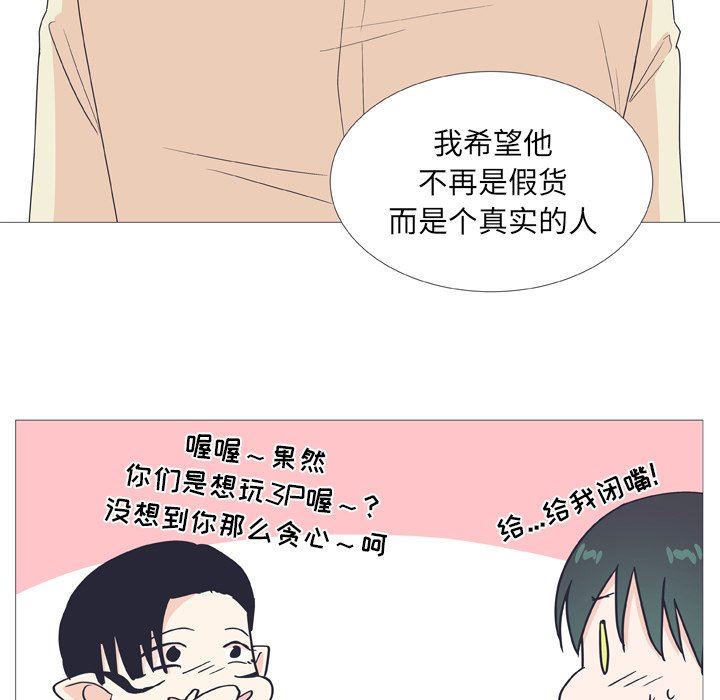 我希望他
不再是假货
而是个真实的人
喔喔～果然
你们是想玩3P喔～？
没想到你那么贪心～呵
给...给我闭嘴！